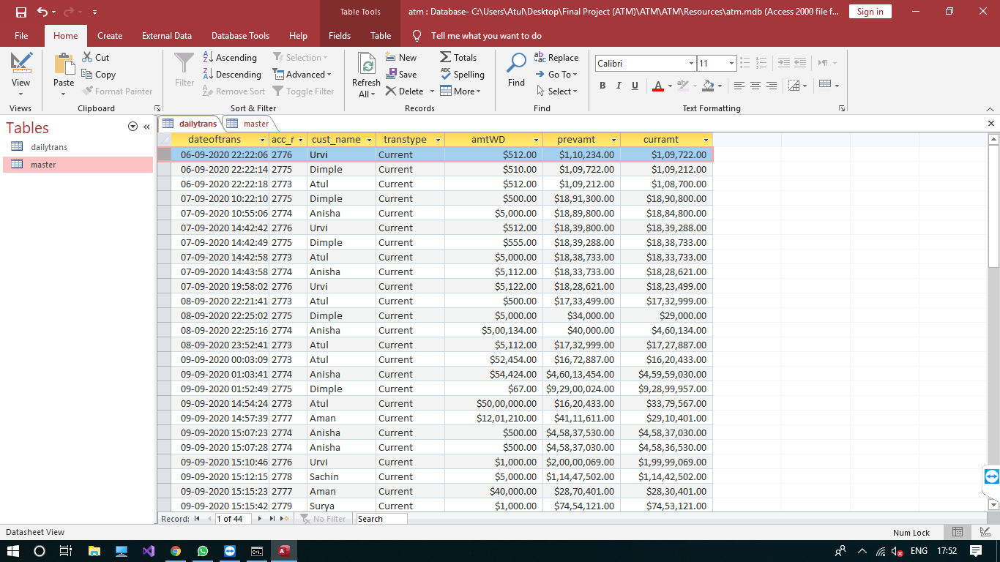 Table Tools
atm : Database- C:\Users\Atul\Desktop\Final Project (ATM)\ATM\ATM\Resources\atm.mdb (Access 2000 file f...
Sign in
File Home Create External Data Database Tools Help Fields Table Tell me what you want to do
View
Views
Paste
Cut
Copy
Format Painter
Clipboard
Filter
Ascending
Descending
Remove Sort
Selection
Advanced
Toggle Filter
Sort & Filter
Refresh
All
New
Save
Delete
Totals
Spelling
More
Records
Find
Replace
Go To
Select
Find
Calibri 11
B I U A
Text Formatting
Tables
dailytrans
master
dailytrans master
dateoftrans acc_r cust_name transtype amtWD prevamt curramt
06-09-2020 22:22:06 2776 Urvi Current $512.00 $1,10,234.00 $1,09,722.00
06-09-2020 22:22:14 2775 Dimple Current $510.00 $1,09,722.00 $1,09,212.00
06-09-2020 22:22:18 2773 Atul Current $512.00 $1,09,212.00 $1,08,700.00
07-09-2020 10:22:10 2775 Dimple Current $500.00 $18,91,300.00 $18,90,800.00
07-09-2020 10:55:06 2774 Anisha Current $5,000.00 $18,89,800.00 $18,84,800.00
07-09-2020 14:42:42 2776 Urvi Current $512.00 $18,39,800.00 $18,39,288.00
07-09-2020 14:42:49 2775 Dimple Current $555.00 $18,39,288.00 $18,38,733.00
07-09-2020 14:42:58 2773 Atul Current $5,000.00 $18,38,733.00 $18,33,733.00
07-09-2020 14:43:58 2774 Anisha Current $5,112.00 $18,33,733.00 $18,28,621.00
07-09-2020 19:58:02 2776 Urvi Current $5,122.00 $18,28,621.00 $18,23,499.00
08-09-2020 22:21:41 2773 Atul Current $500.00 $17,33,499.00 $17,32,999.00
08-09-2020 22:25:02 2775 Dimple Current $5,000.00 $34,000.00 $29,000.00
08-09-2020 22:25:16 2774 Anisha Current $5,00,134.00 $40,000.00 $4,60,134.00
08-09-2020 23:52:41 2773 Atul Current $5,112.00 $17,32,999.00 $17,27,887.00
09-09-2020 00:03:09 2773 Atul Current $52,454.00 $16,72,887.00 $16,20,433.00
09-09-2020 01:03:41 2774 Anisha Current $54,424.00 $4,60,13,454.00 $4,59,59,030.00
09-09-2020 01:52:49 2775 Dimple Current $67.00 $9,29,00,024.00 $9,28,99,957.00
09-09-2020 14:54:24 2773 Atul Current $50,00,000.00 $16,20,433.00 $33,79,567.00
09-09-2020 14:57:39 2777 Aman Current $12,01,210.00 $41,11,611.00 $29,10,401.00
09-09-2020 15:07:23 2774 Anisha Current $500.00 $4,58,37,530.00 $4,58,37,030.00
09-09-2020 15:07:28 2774 Anisha Current $500.00 $4,58,37,030.00 $4,58,36,530.00
09-09-2020 15:10:46 2776 Urvi Current $1,000.00 $2,00,00,069.00 $1,99,99,069.00
09-09-2020 15:12:15 2778 Sachin Current $5,000.00 $1,14,47,502.00 $1,14,42,502.00
09-09-2020 15:15:23 2777 Aman Current $40,000.00 $28,70,401.00 $28,30,401.00
09-09-2020 15:15:42 2779 Surya Current $1,000.00 $74,54,121.00 $74,53,121.00
Record: 1 of 44 No Filter Search
Datasheet View
Num Lock
ENG 17:52